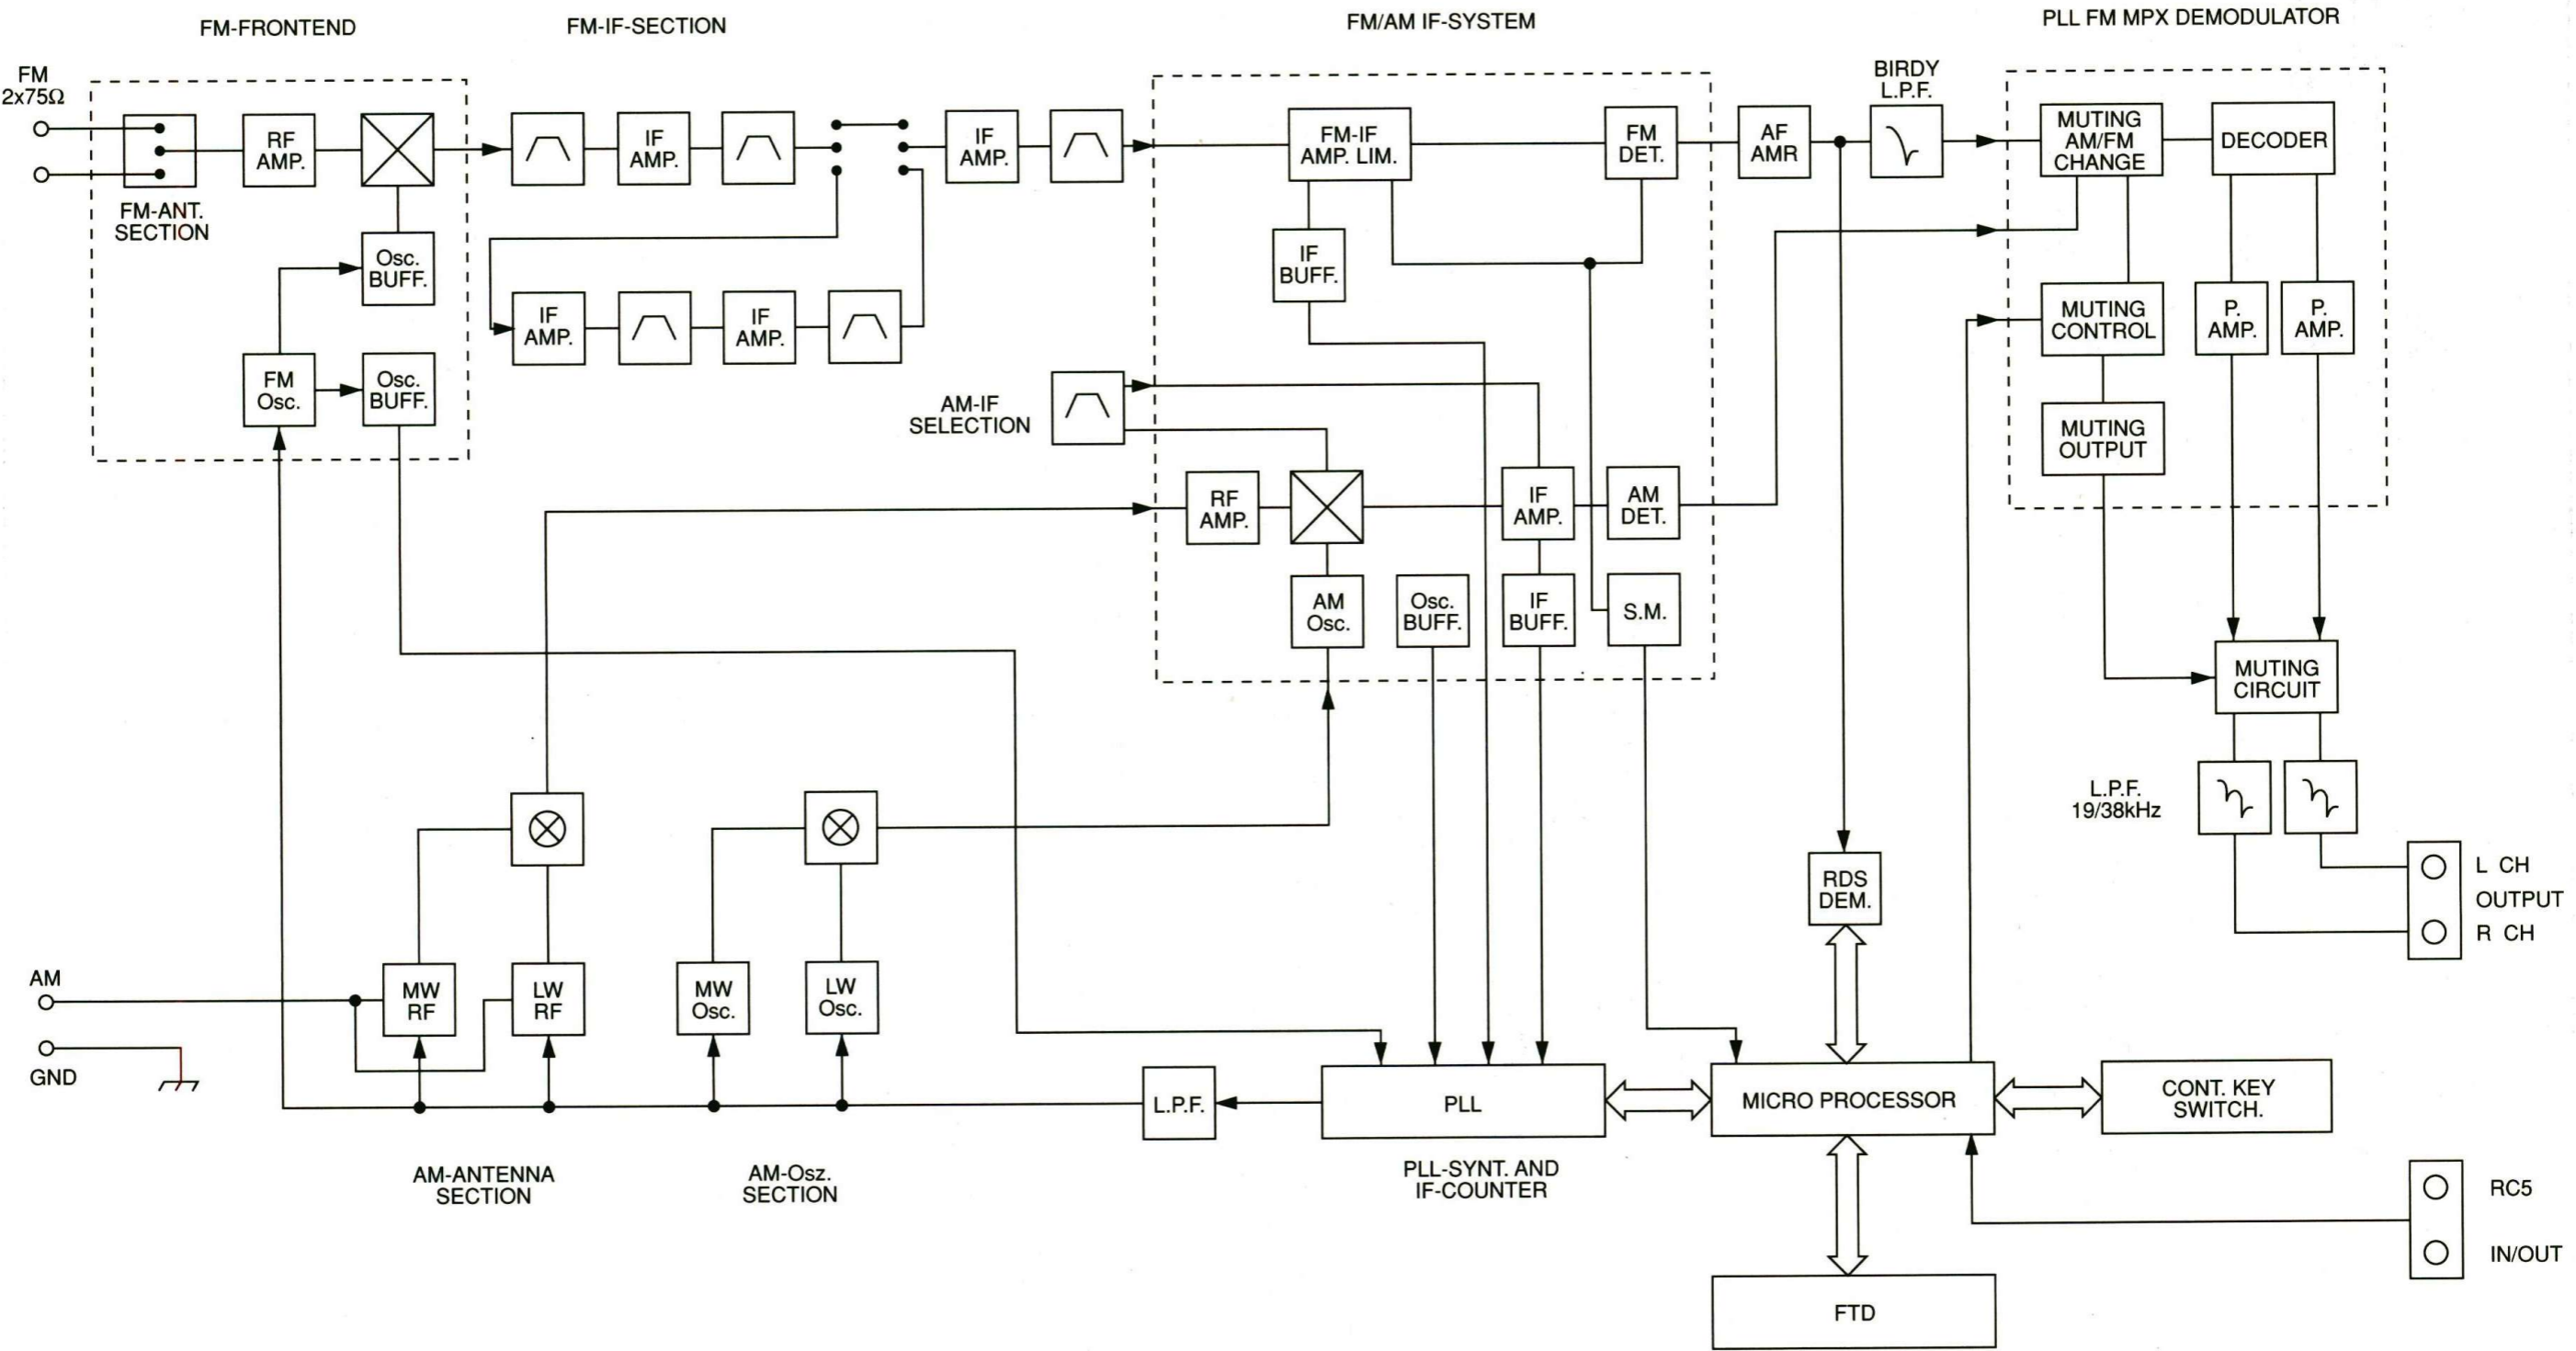 FM-FRONTEND
FM-IF-SECTION
FM/AM IF-SYSTEM
PLL FM MPX DEMODULATOR
FM
2x75Ω
BIRDY
L.P.F.
RF
AMP.
IF
AMP.
IF
AMP.
FM-IF
AMP. LIM.
FM
DET.
AF
AMR
MUTING
AM/FM
CHANGE
DECODER
FM-ANT.
SECTION
Osc.
BUFF.
IF
BUFF.
IF
AMP.
IF
AMP.
MUTING
CONTROL
P.
AMP.
P.
AMP.
FM
Osc.
Osc.
BUFF.
AM-IF
SELECTION
MUTING
OUTPUT
RF
AMP.
IF
AMP.
AM
DET.
AM
Osc.
Osc.
BUFF.
IF
BUFF.
S.M.
MUTING
CIRCUIT
L.P.F.
19/38kHz
RDS
DEM.
L CH
OUTPUT
R CH
AM
MW
RF
LW
RF
MW
Osc.
LW
Osc.
GND
L.P.F.
PLL
MICRO PROCESSOR
CONT. KEY
SWITCH.
AM-ANTENNA
SECTION
AM-Osz.
SECTION
PLL-SYNT. AND
IF-COUNTER
RC5
IN/OUT
FTD